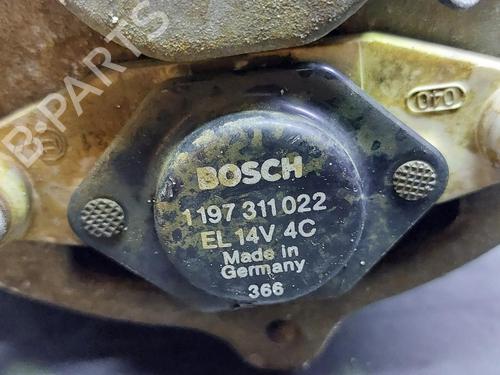 B-PARTS
040
BOSCH
1 197 311 022
EL 14V 4C
Made in
Germany
366